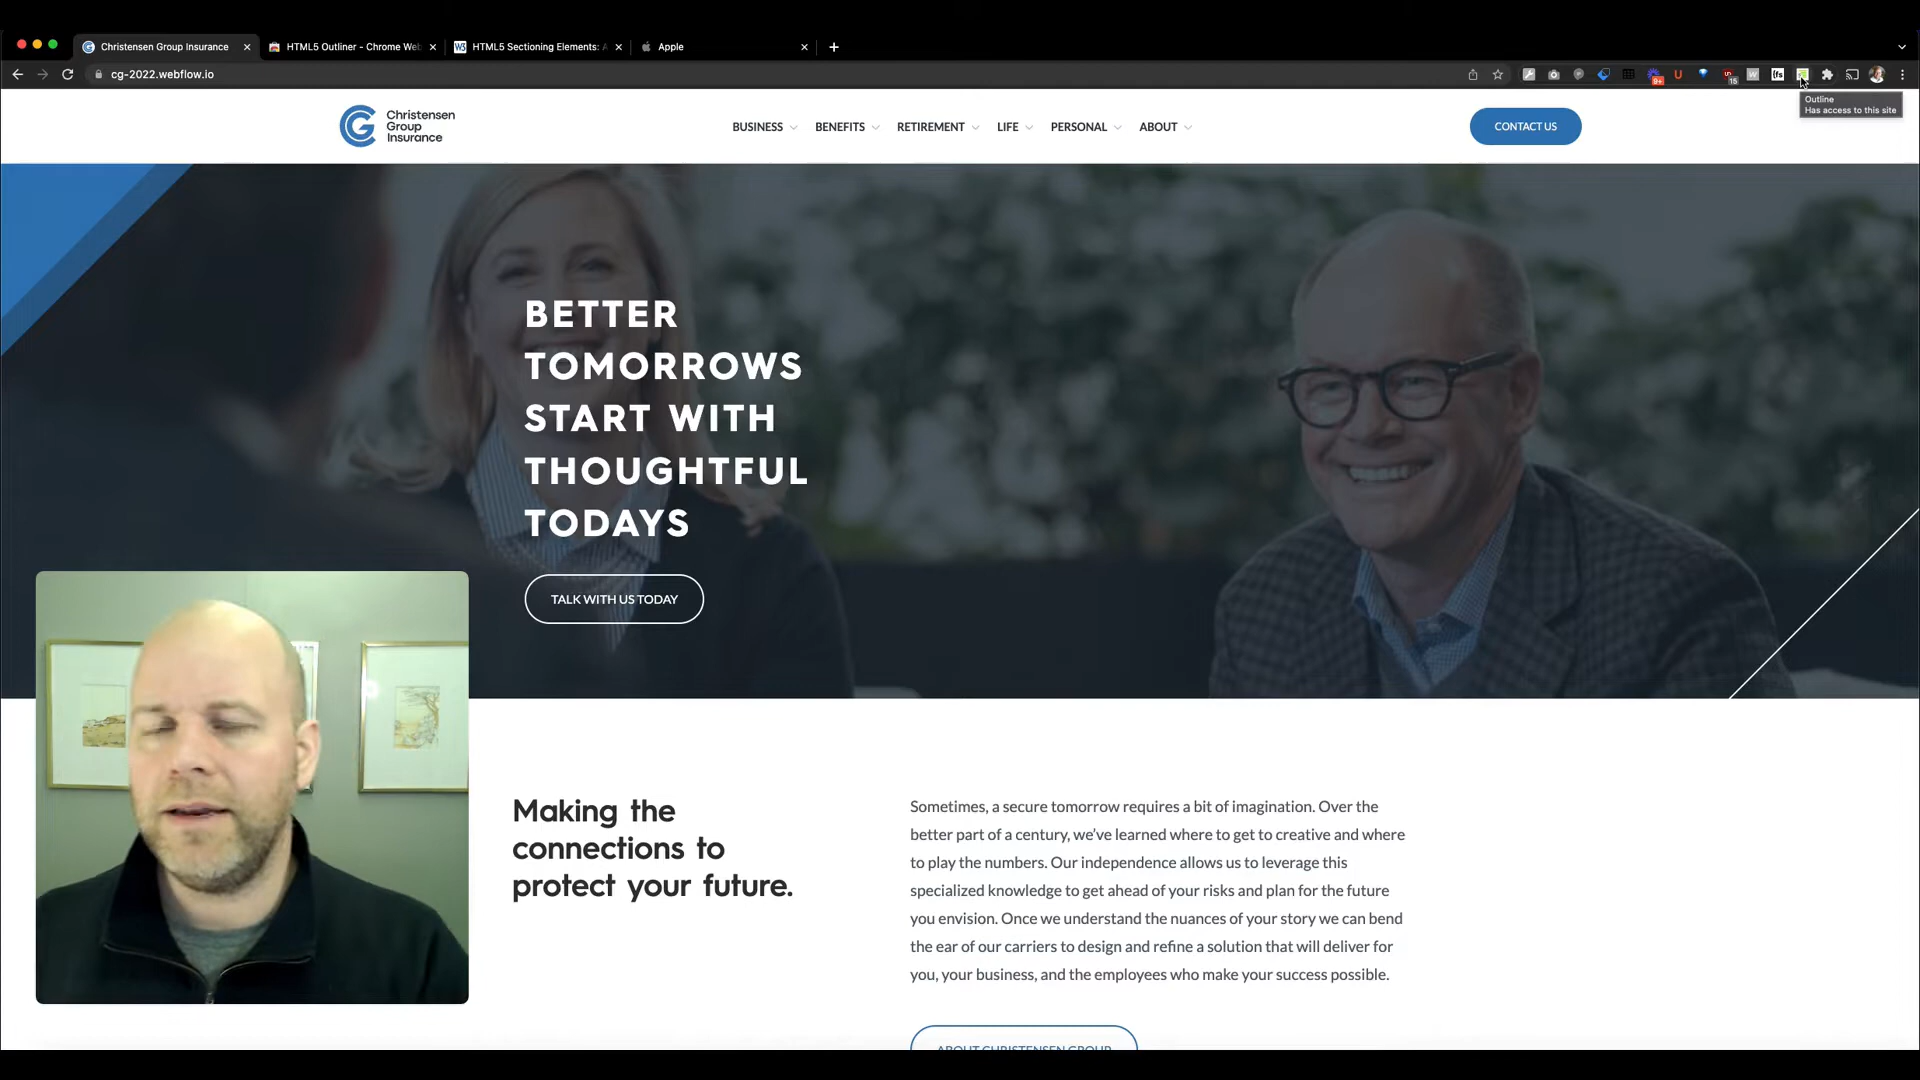 Christensen Group Insurance
HTML5 Outliner - Chrome Web
HTML5 Sectioning Elements: A
Apple
cg-2022.webflow.io
9+
15
Outline
Has access to this site
Christensen
Group
Insurance
BUSINESS
BENEFITS
RETIREMENT
LIFE
PERSONAL
ABOUT
CONTACT US
BETTER
TOMORROWS
START WITH
THOUGHTFUL
TODAYS
TALK WITH US TODAY
Making the
connections to
protect your future.
Sometimes, a secure tomorrow requires a bit of imagination. Over the
better part of a century, we've learned where to get to creative and where
to play the numbers. Our independence allows us to leverage this
specialized knowledge to get ahead of your risks and plan for the future
you envision. Once we understand the nuances of your story we can bend
the ear of our carriers to design and refine a solution that will deliver for
you, your business, and the employees who make your success possible.
ABOUT CHRISTENSEN GROUP